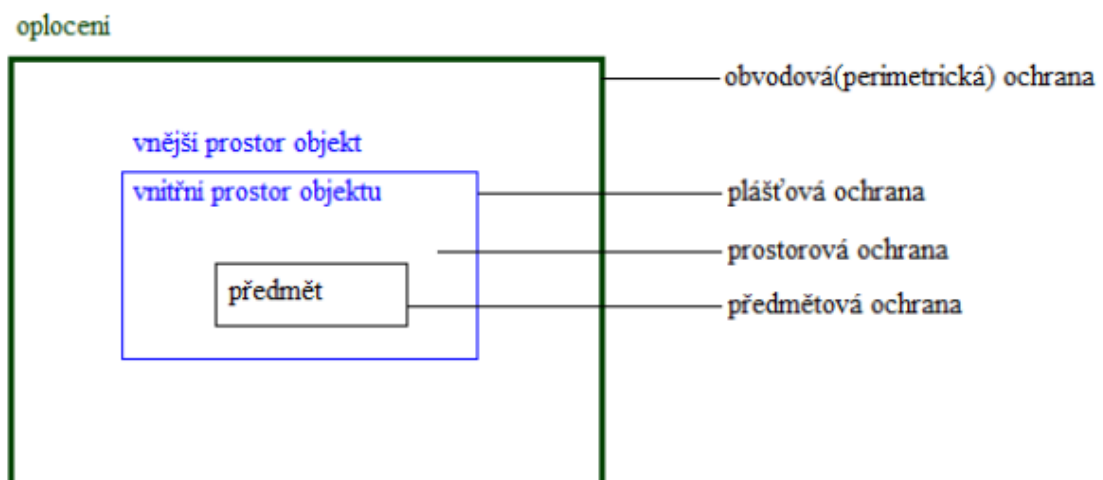 oplocení
obvodová(perimetrická) ochrana
vnější prostor objekt
vnitřní prostor objektu
plášťová ochrana
prostorová ochrana
předmět
předmětová ochrana